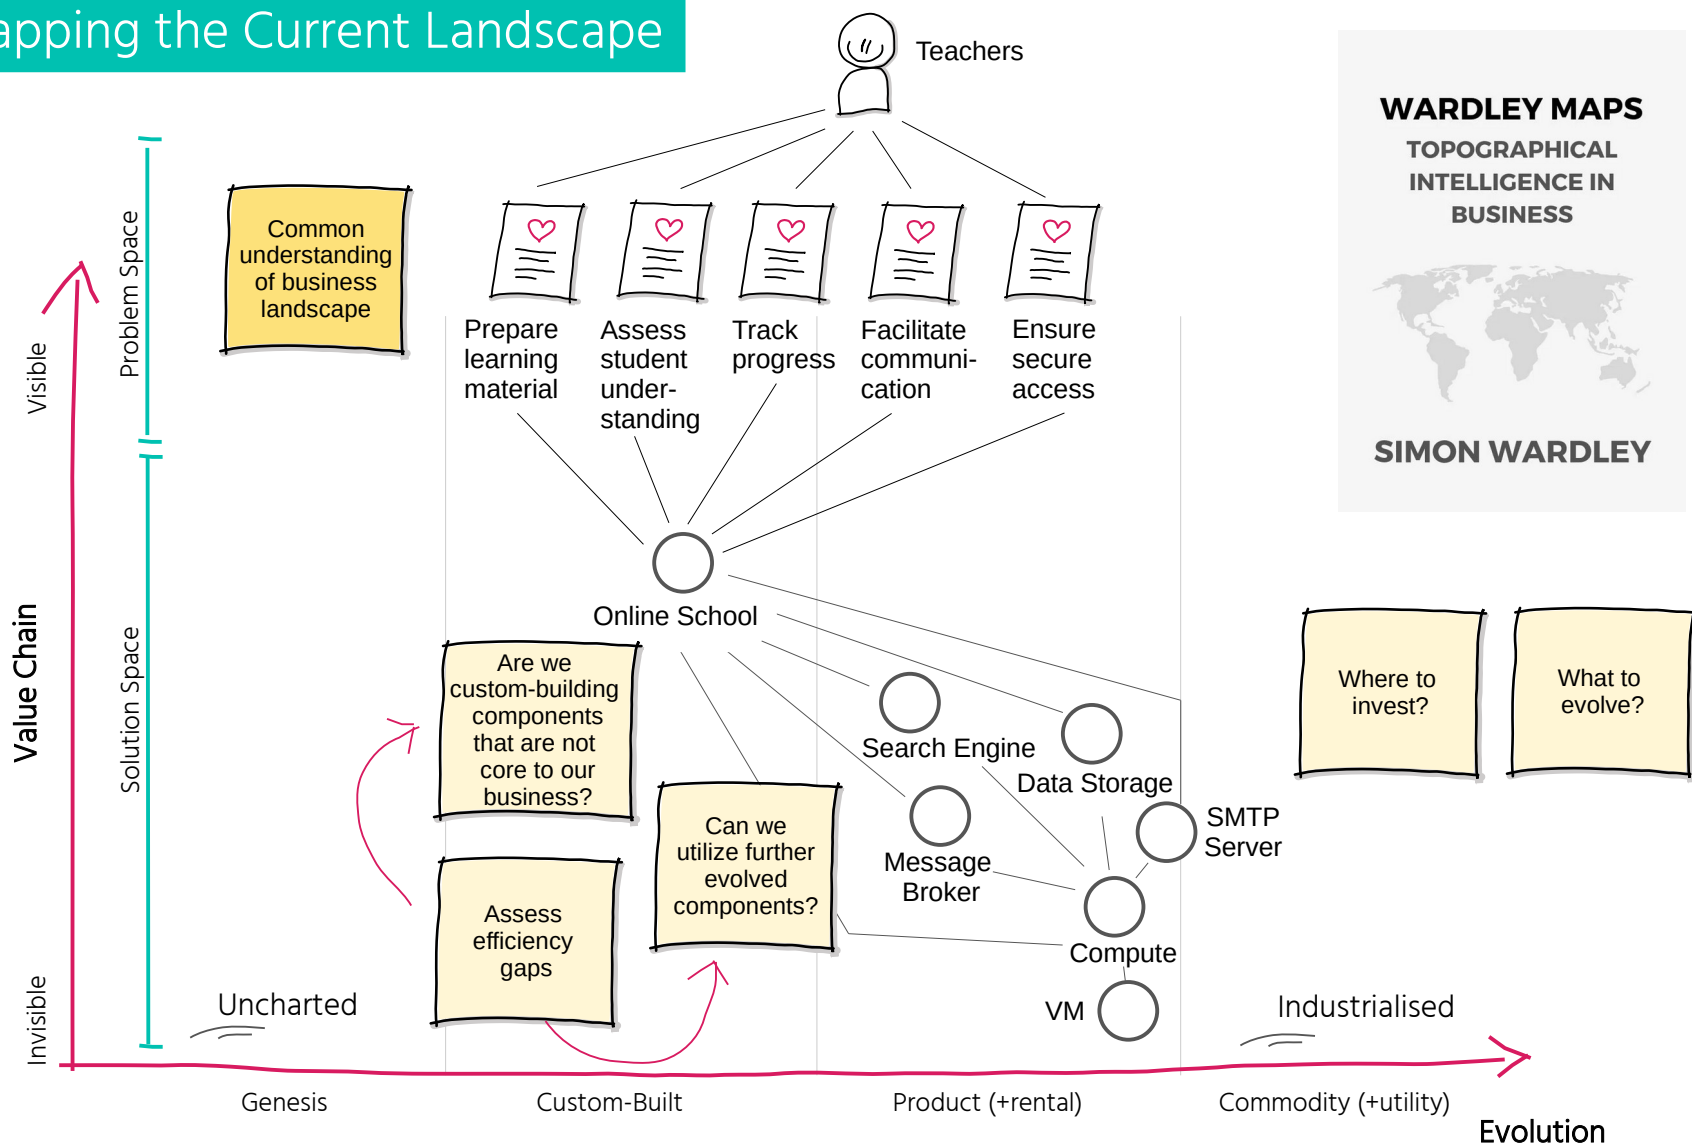 apping the Current Landscape
Teachers
WARDLEY MAPS
TOPOGRAPHICAL
INTELLIGENCE IN
BUSINESS
SIMON WARDLEY
Common
understanding
of business
landscape
Prepare
learning
material
Assess
student
under-
standing
Track
progress
Facilitate
communi-
cation
Ensure
secure
access
Problem Space
Visible
Online School
Value Chain
Solution Space
Invisible
Are we
custom-building
components
that are not
core to our
business?
Can we
utilize further
evolved
components?
Assess
efficiency
gaps
Search Engine
Data Storage
SMTP
Server
Message
Broker
Compute
VM
Where to
invest?
What to
evolve?
Uncharted
Industrialised
Genesis
Custom-Built
Product (+rental)
Commodity (+utility)
Evolution